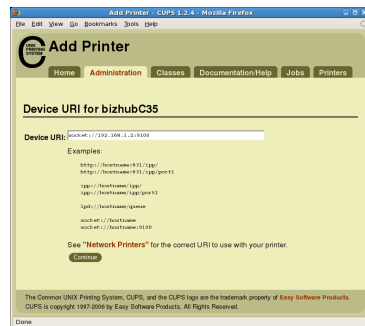 Add Printer - CUPS 1.2.4 - Mozilla Firefox
File Edit View Go Bookmarks Tools Help
UNIX PRINTING SYSTEM
Add Printer
Home Administration Classes Documentation/Help Jobs Printers
Device URI for bizhubC35
Device URI: socket://192.168.1.2:9100
Examples:
http://hostname:631/ipp/
http://hostname:631/ipp/port1
ipp://hostname/ipp/
ipp://hostname/ipp/port1
lpd://hostname/queue
socket://hostname
socket://hostname:9100
See "Network Printers" for the correct URI to use with your printer.
Continue
The Common UNIX Printing System, CUPS, and the CUPS logo are the trademark property of Easy Software Products.
CUPS is copyright 1997-2006 by Easy Software Products, All Rights Reserved.
Done